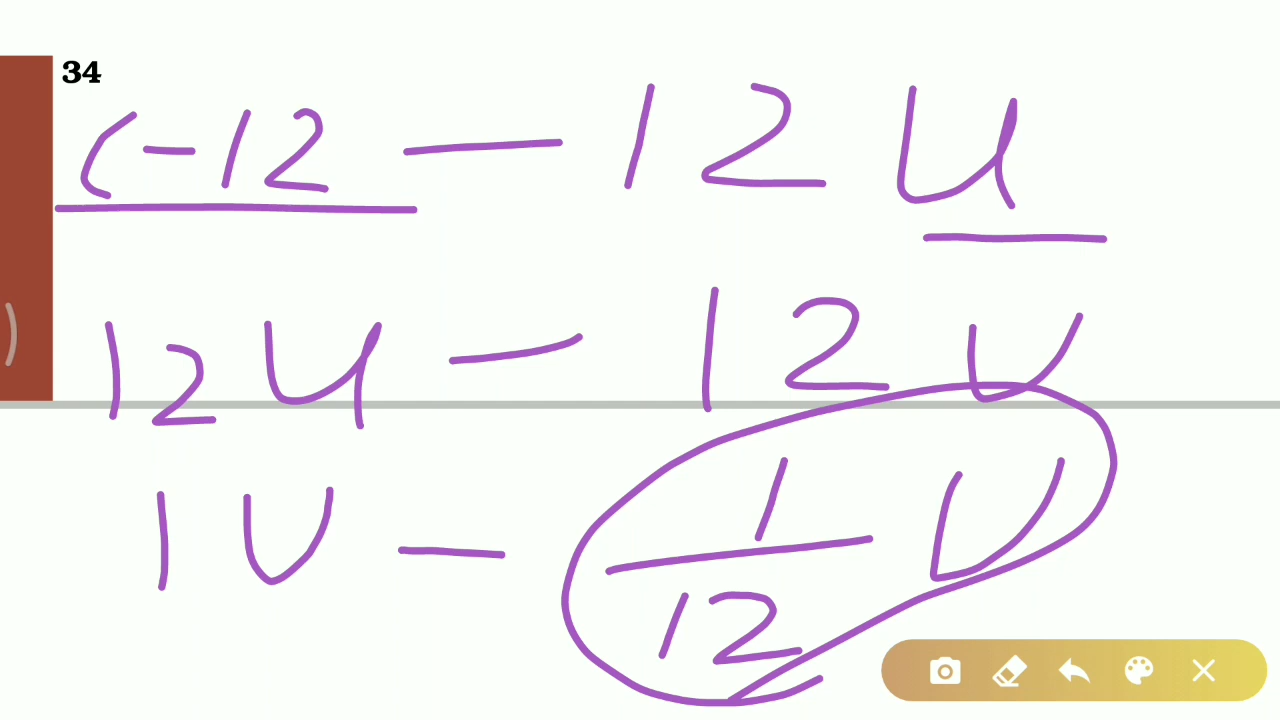 34
C-12 — 12 u
12 u — 12 u
1 U — 1/12 U